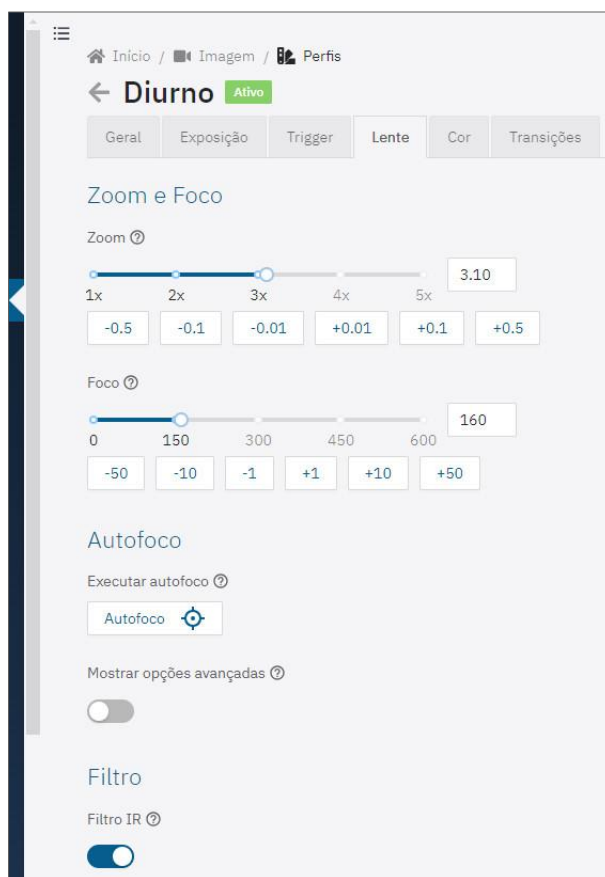 Início / Imagem / Perfis
← Diurno Ativo
Geral Exposição Trigger Lente Cor Transições
Zoom e Foco
Zoom ?
3.10
1x 2x 3x 4x 5x
-0.5 -0.1 -0.01 +0.01 +0.1 +0.5
Foco ?
160
0 150 300 450 600
-50 -10 -1 +1 +10 +50
Autofoco
Executar autofoco ?
Autofoco
Mostrar opções avançadas ?
Filtro
Filtro IR ?